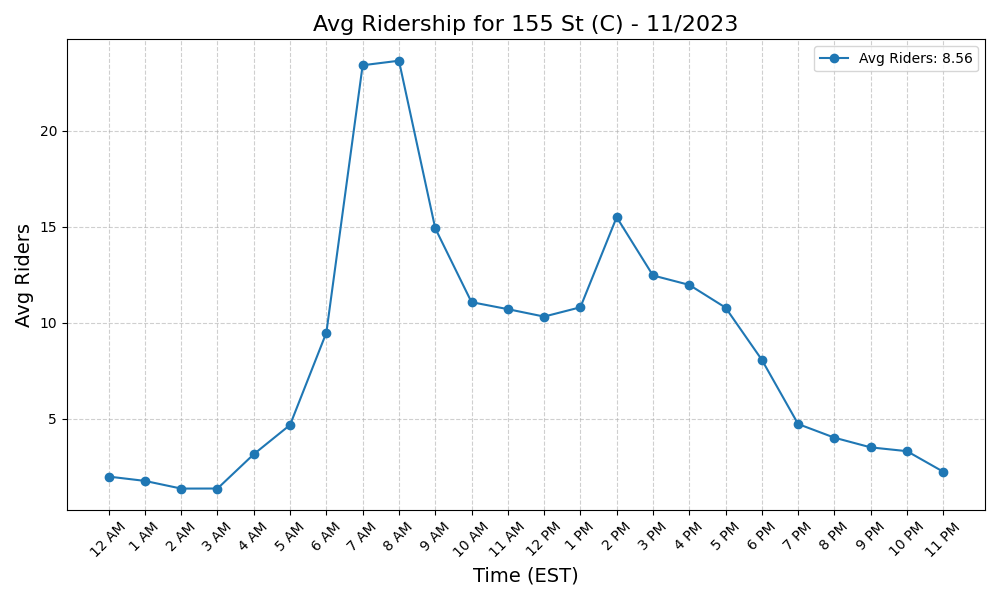 Avg Ridership for 155 St (C) - 11/2023
Avg Riders: 8.56
20
15
10
5
Avg Riders
12 AM
1 AM
2 AM
3 AM
4 AM
5 AM
6 AM
7 AM
8 AM
9 AM
10 AM
11 AM
12 PM
1 PM
2 PM
3 PM
4 PM
5 PM
6 PM
7 PM
8 PM
9 PM
10 PM
11 PM
Time (EST)